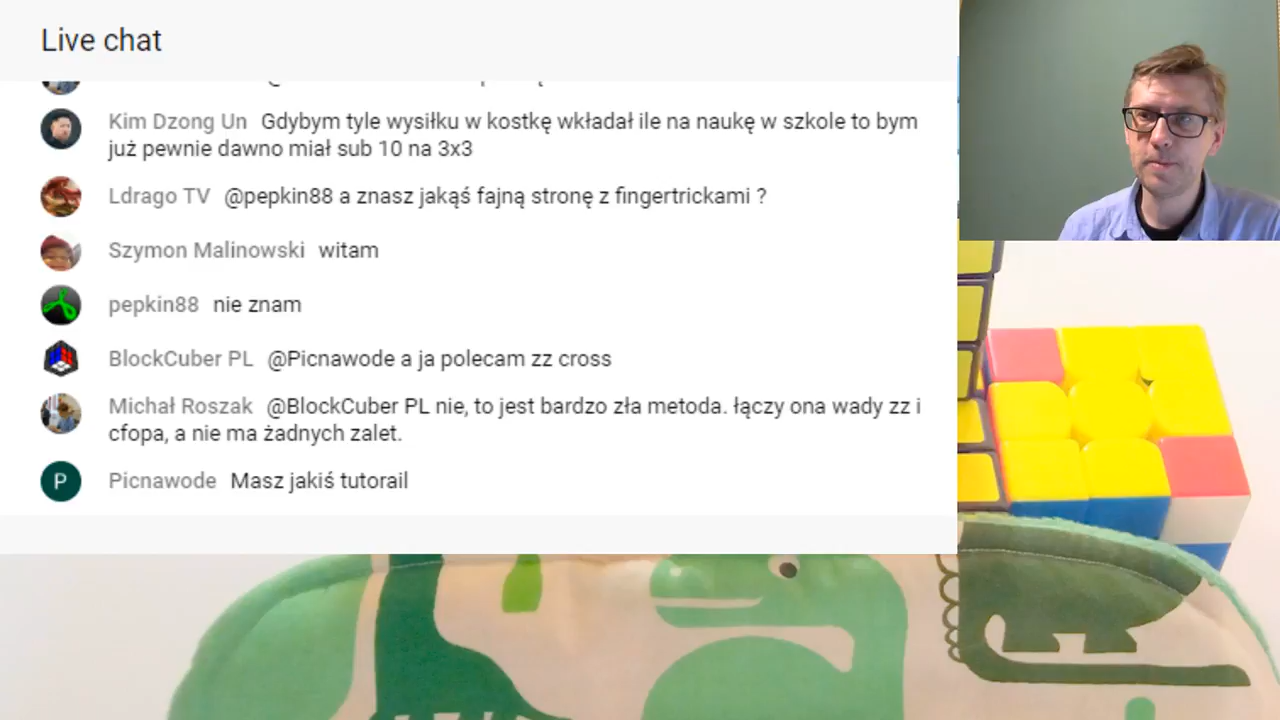 Live chat
Kim Dzong Un Gdybym tyle wysiłku w kostkę wkładał ile na naukę w szkole to bym
już pewnie dawno miał sub 10 na 3x3
Ldrago TV @pepkin88 a znasz jakąś fajną stronę z fingertrickami ?
Szymon Malinowski witam
pepkin88 nie znam
BlockCuber PL @Picnawode a ja polecam zz cross
Michał Roszak @BlockCuber PL nie, to jest bardzo zła metoda. łączy ona wady zz i
cfopa, a nie ma żadnych zalet.
P Picnawode Masz jakiś tutorail